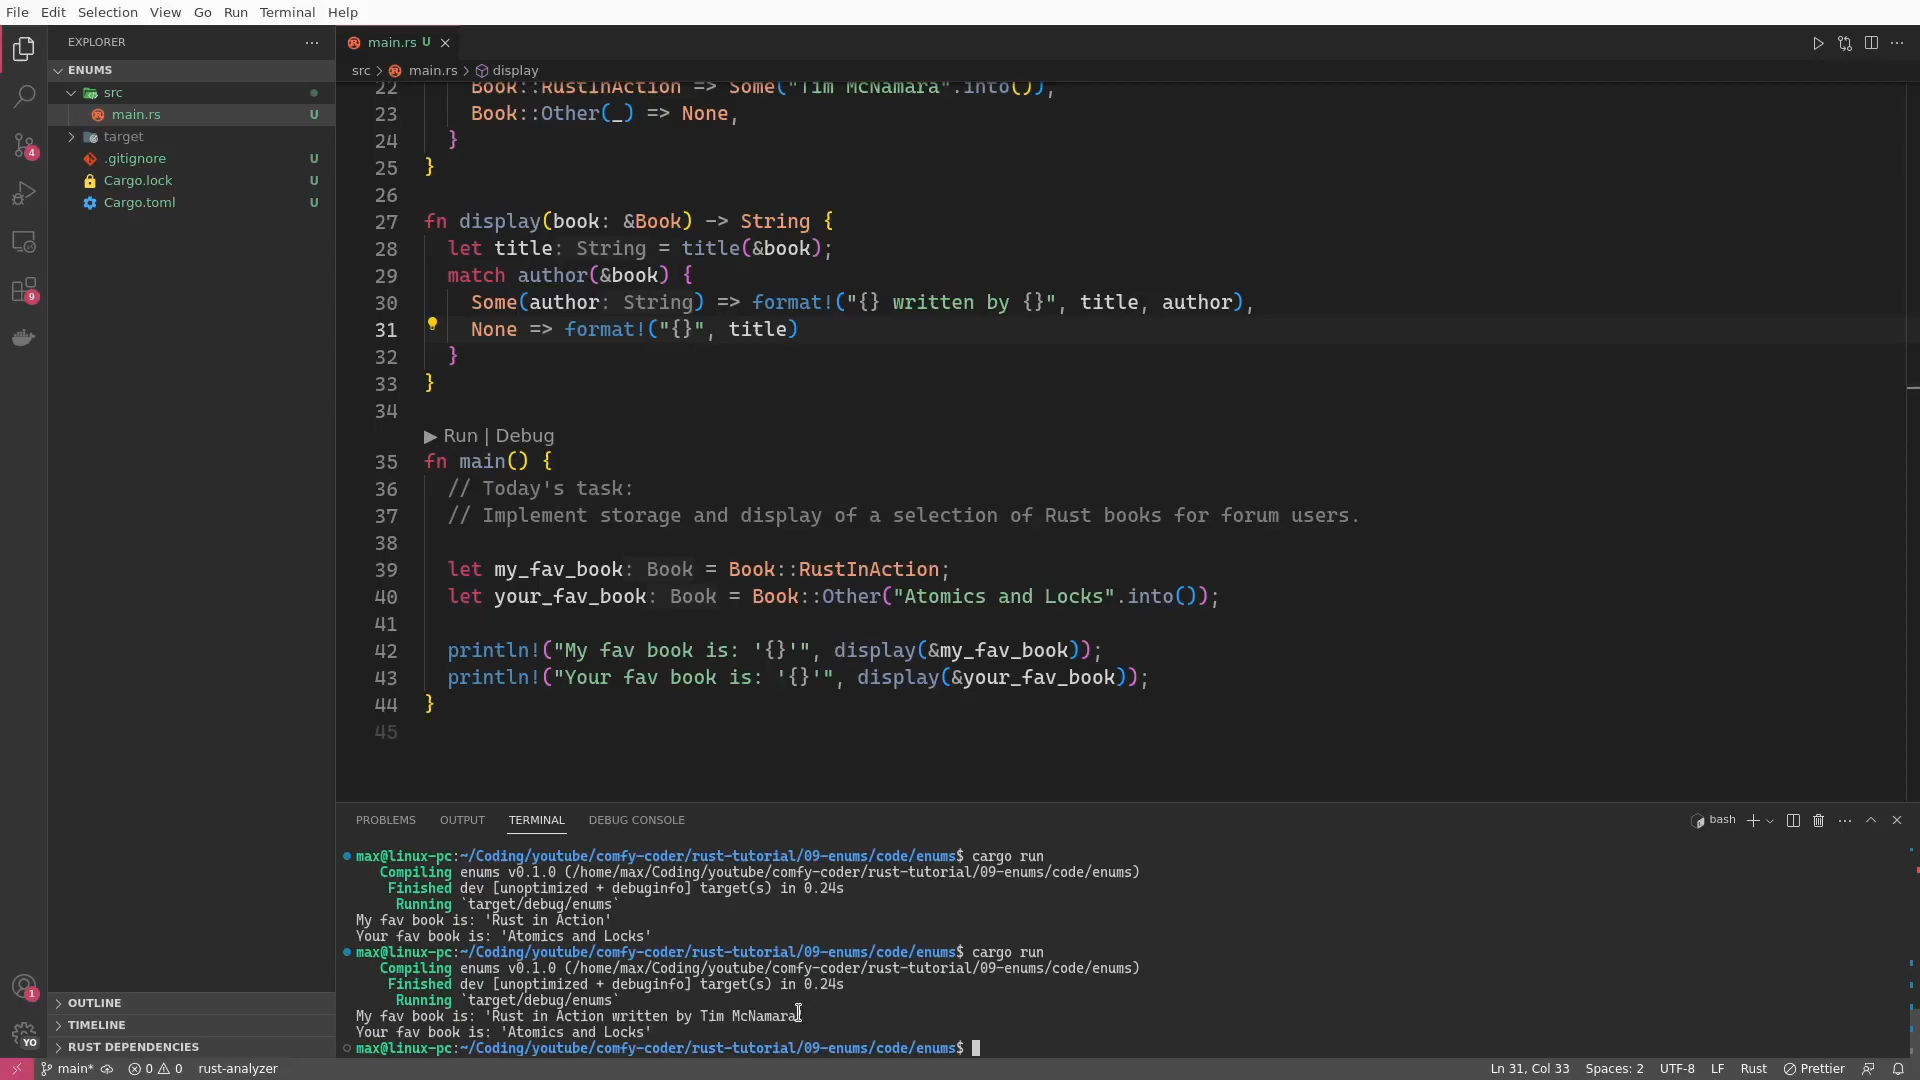 File Edit Selection View Go Run Terminal Help
EXPLORER
ENUMS
src
main.rs U
target
.gitignore U
Cargo.lock U
Cargo.toml U
OUTLINE
TIMELINE
RUST DEPENDENCIES
4
9
1
YO
main.rs U
src > main.rs > display
22 Book::RustInAction => Some("Tim McNamara".into()),
23 Book::Other(_) => None,
24 }
25 }
26
27 fn display(book: &Book) -> String {
28 let title: String = title(&book);
29 match author(&book) {
30 Some(author: String) => format!("{} written by {}", title, author),
31 None => format!("{}", title)
32 }
33 }
34
▶ Run | Debug
35 fn main() {
36 // Today's task:
37 // Implement storage and display of a selection of Rust books for forum users.
38
39 let my_fav_book: Book = Book::RustInAction;
40 let your_fav_book: Book = Book::Other("Atomics and Locks".into());
41
42 println!("My fav book is: '{}'", display(&my_fav_book));
43 println!("Your fav book is: '{}'", display(&your_fav_book));
44 }
45
PROBLEMS OUTPUT TERMINAL DEBUG CONSOLE
bash
max@linux-pc:~/Coding/youtube/comfy-coder/rust-tutorial/09-enums/code/enums$ cargo run
Compiling enums v0.1.0 (/home/max/Coding/youtube/comfy-coder/rust-tutorial/09-enums/code/enums)
Finished dev [unoptimized + debuginfo] target(s) in 0.24s
Running `target/debug/enums`
My fav book is: 'Rust in Action'
Your fav book is: 'Atomics and Locks'
max@linux-pc:~/Coding/youtube/comfy-coder/rust-tutorial/09-enums/code/enums$ cargo run
Compiling enums v0.1.0 (/home/max/Coding/youtube/comfy-coder/rust-tutorial/09-enums/code/enums)
Finished dev [unoptimized + debuginfo] target(s) in 0.24s
Running `target/debug/enums`
My fav book is: 'Rust in Action written by Tim McNamara
Your fav book is: 'Atomics and Locks'
max@linux-pc:~/Coding/youtube/comfy-coder/rust-tutorial/09-enums/code/enums$
main* 0 0 rust-analyzer
Ln 31, Col 33 Spaces: 2 UTF-8 LF Rust Prettier